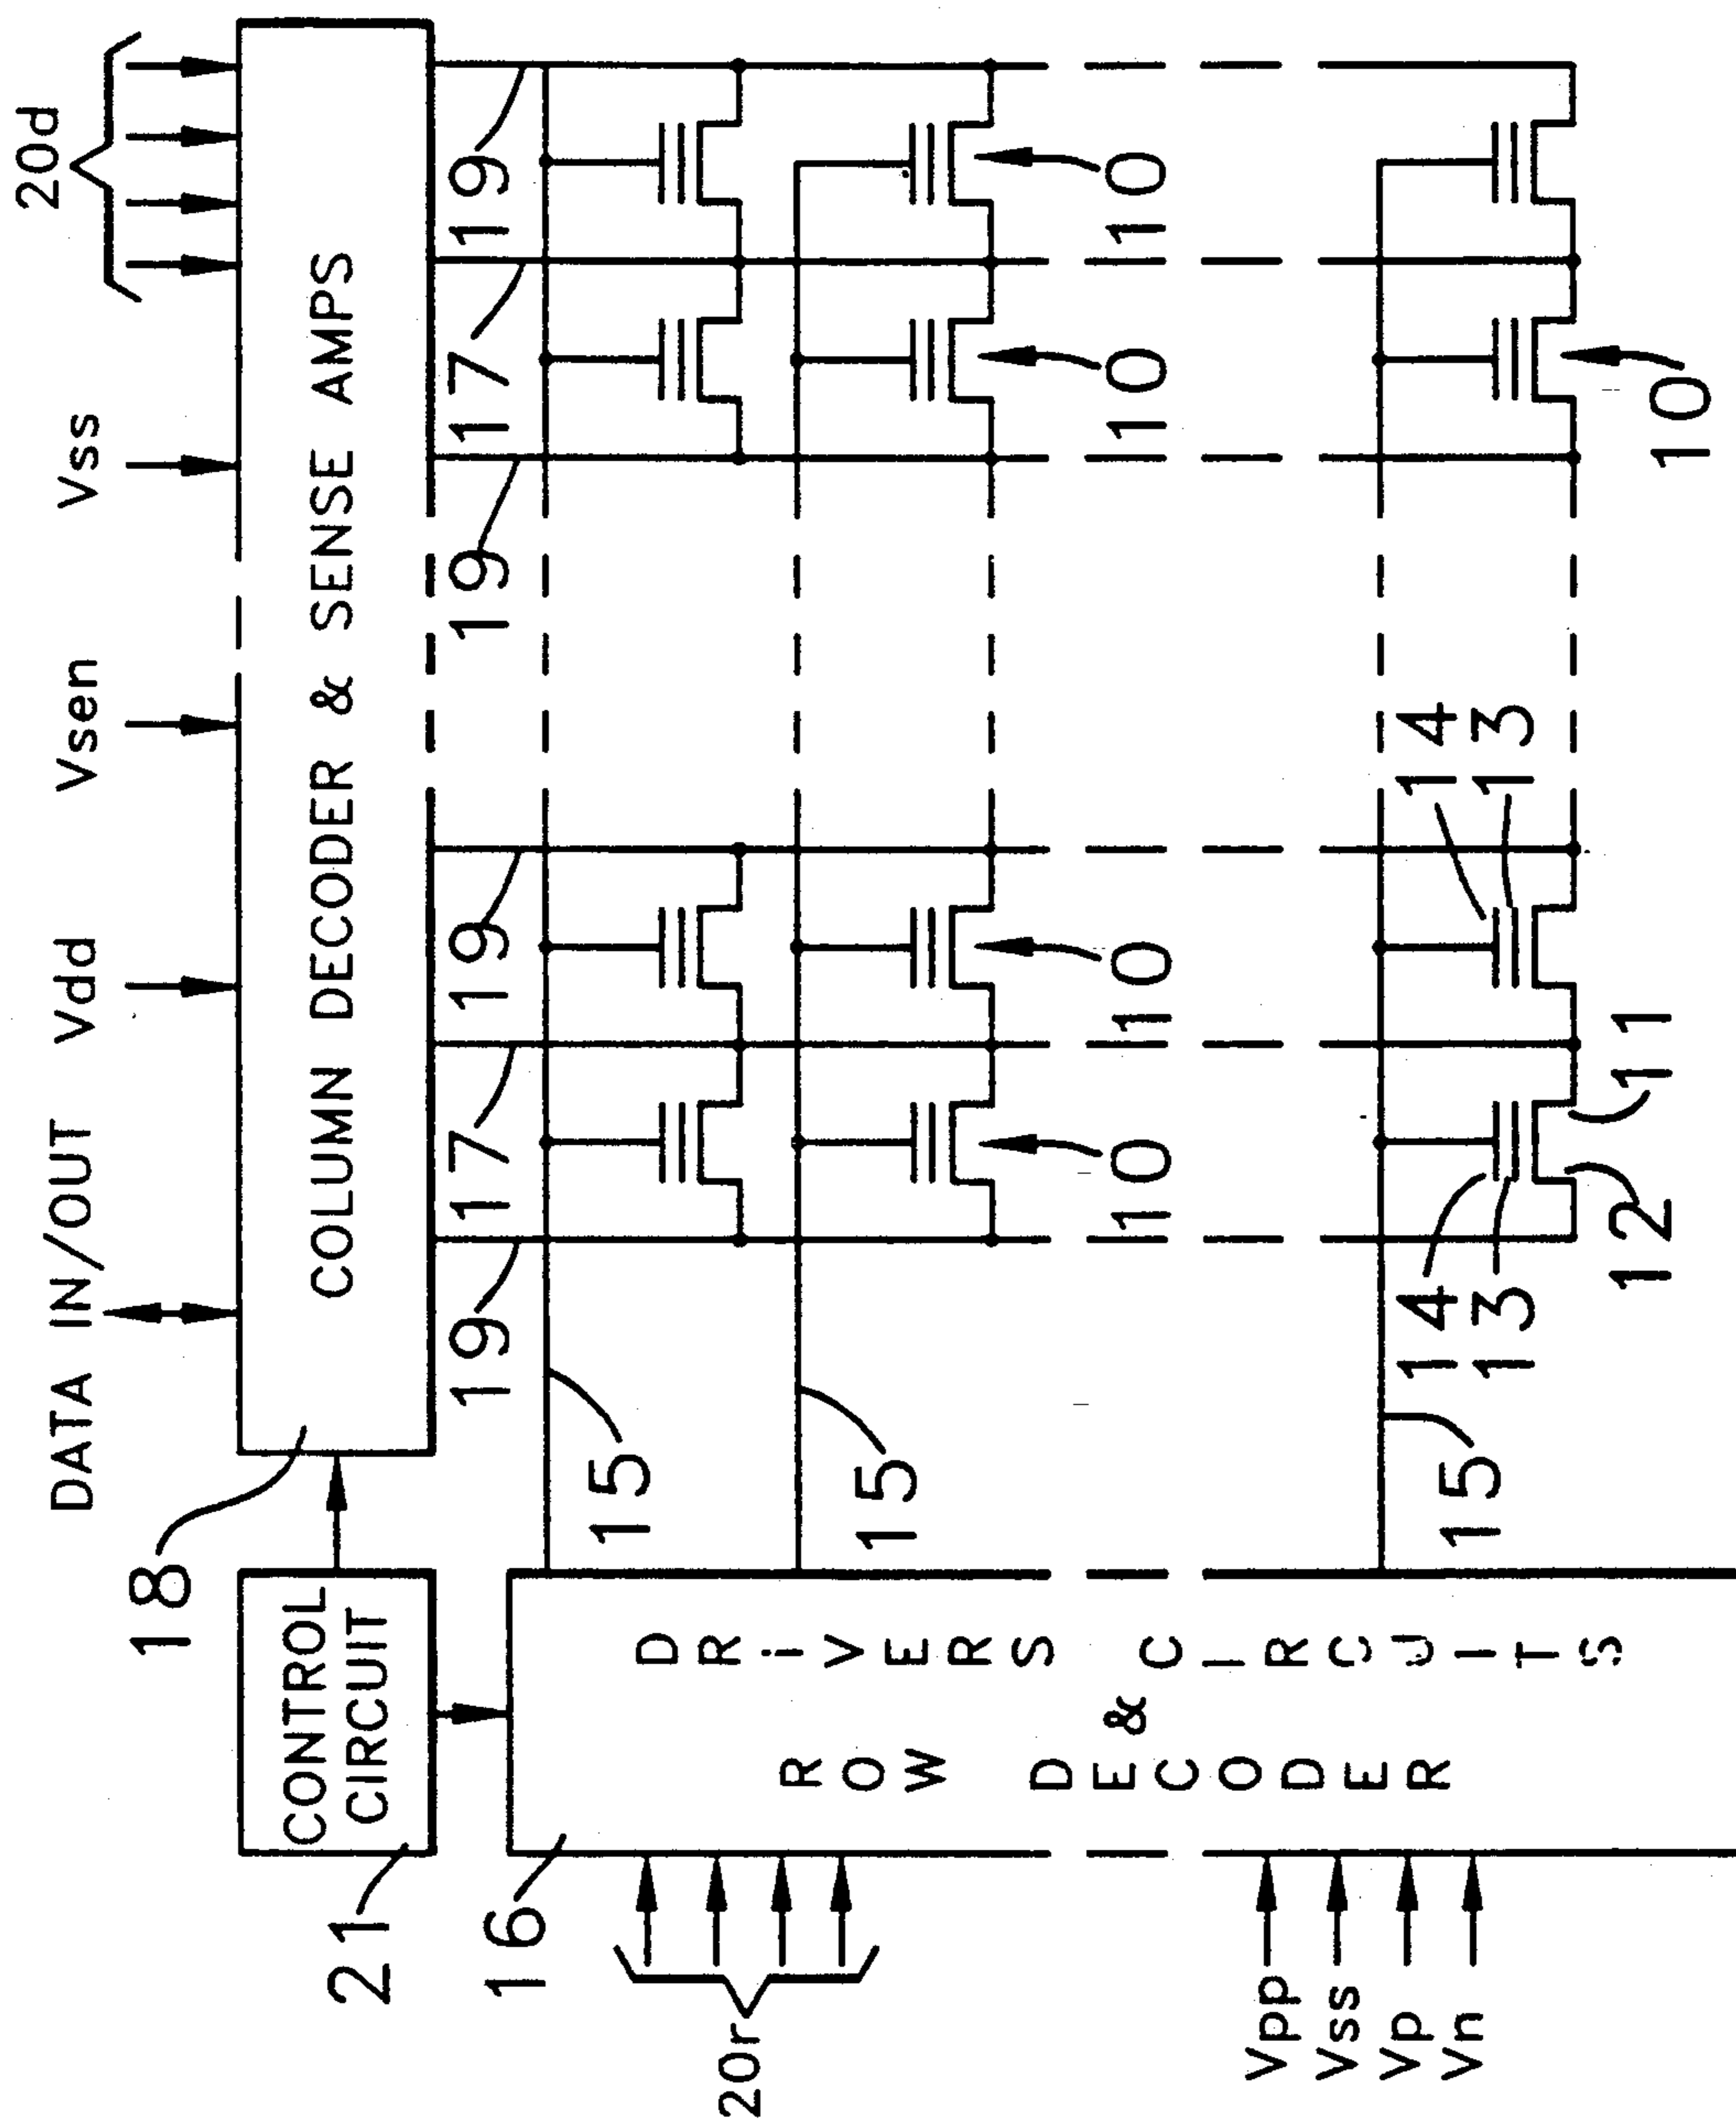 DATA IN/OUT
Vdd
Vsen
Vss
20d
18
COLUMN DECODER & SENSE AMPS
CONTROL
CIRCUIT
21
19
17
19
19
17
19
15
16
DRIVERS CIRCUITS
&
ROW DECODER
20r
15
10
10
10
10
Vpp
Vss
Vp
Vn
15
14
13
14
13
12
11
10